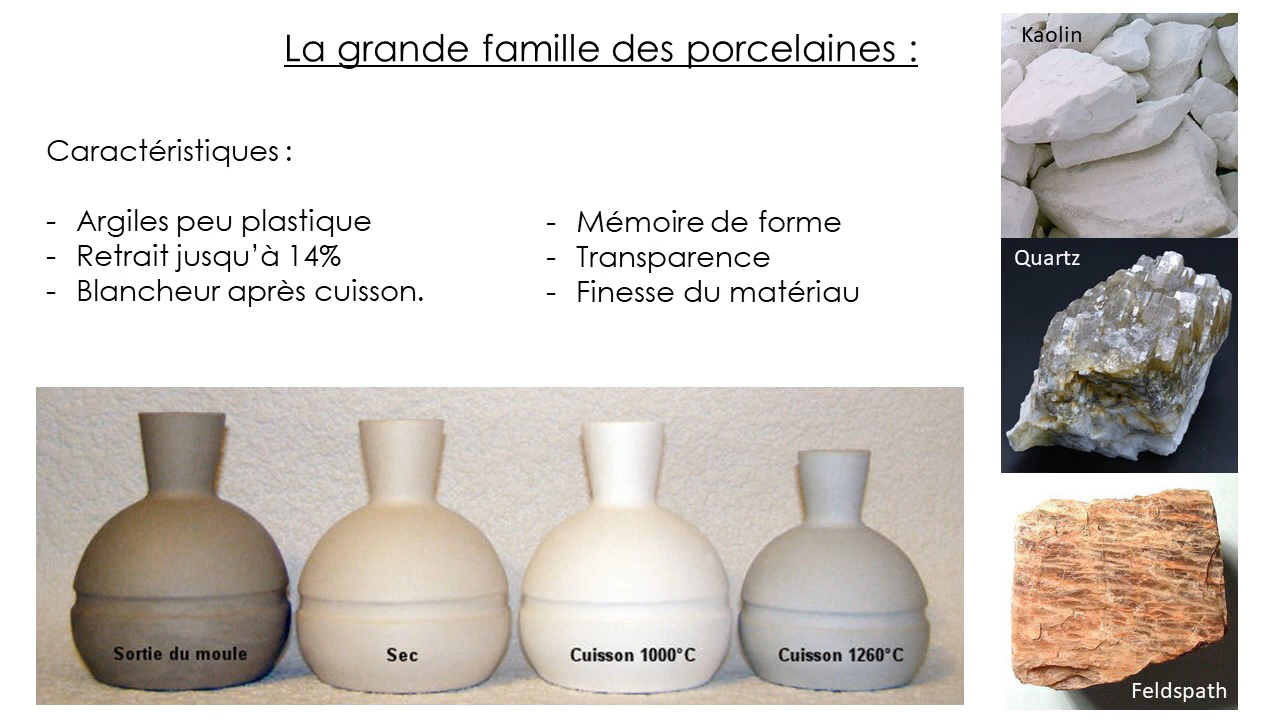 La grande famille des porcelaines :
Caractéristiques :
- Argiles peu plastique
- Retrait jusqu’à 14%
- Blancheur après cuisson.
- Mémoire de forme
- Transparence
- Finesse du matériau
Kaolin
Quartz
Feldspath
Sortie du moule
Sec
Cuisson 1000°C
Cuisson 1260°C